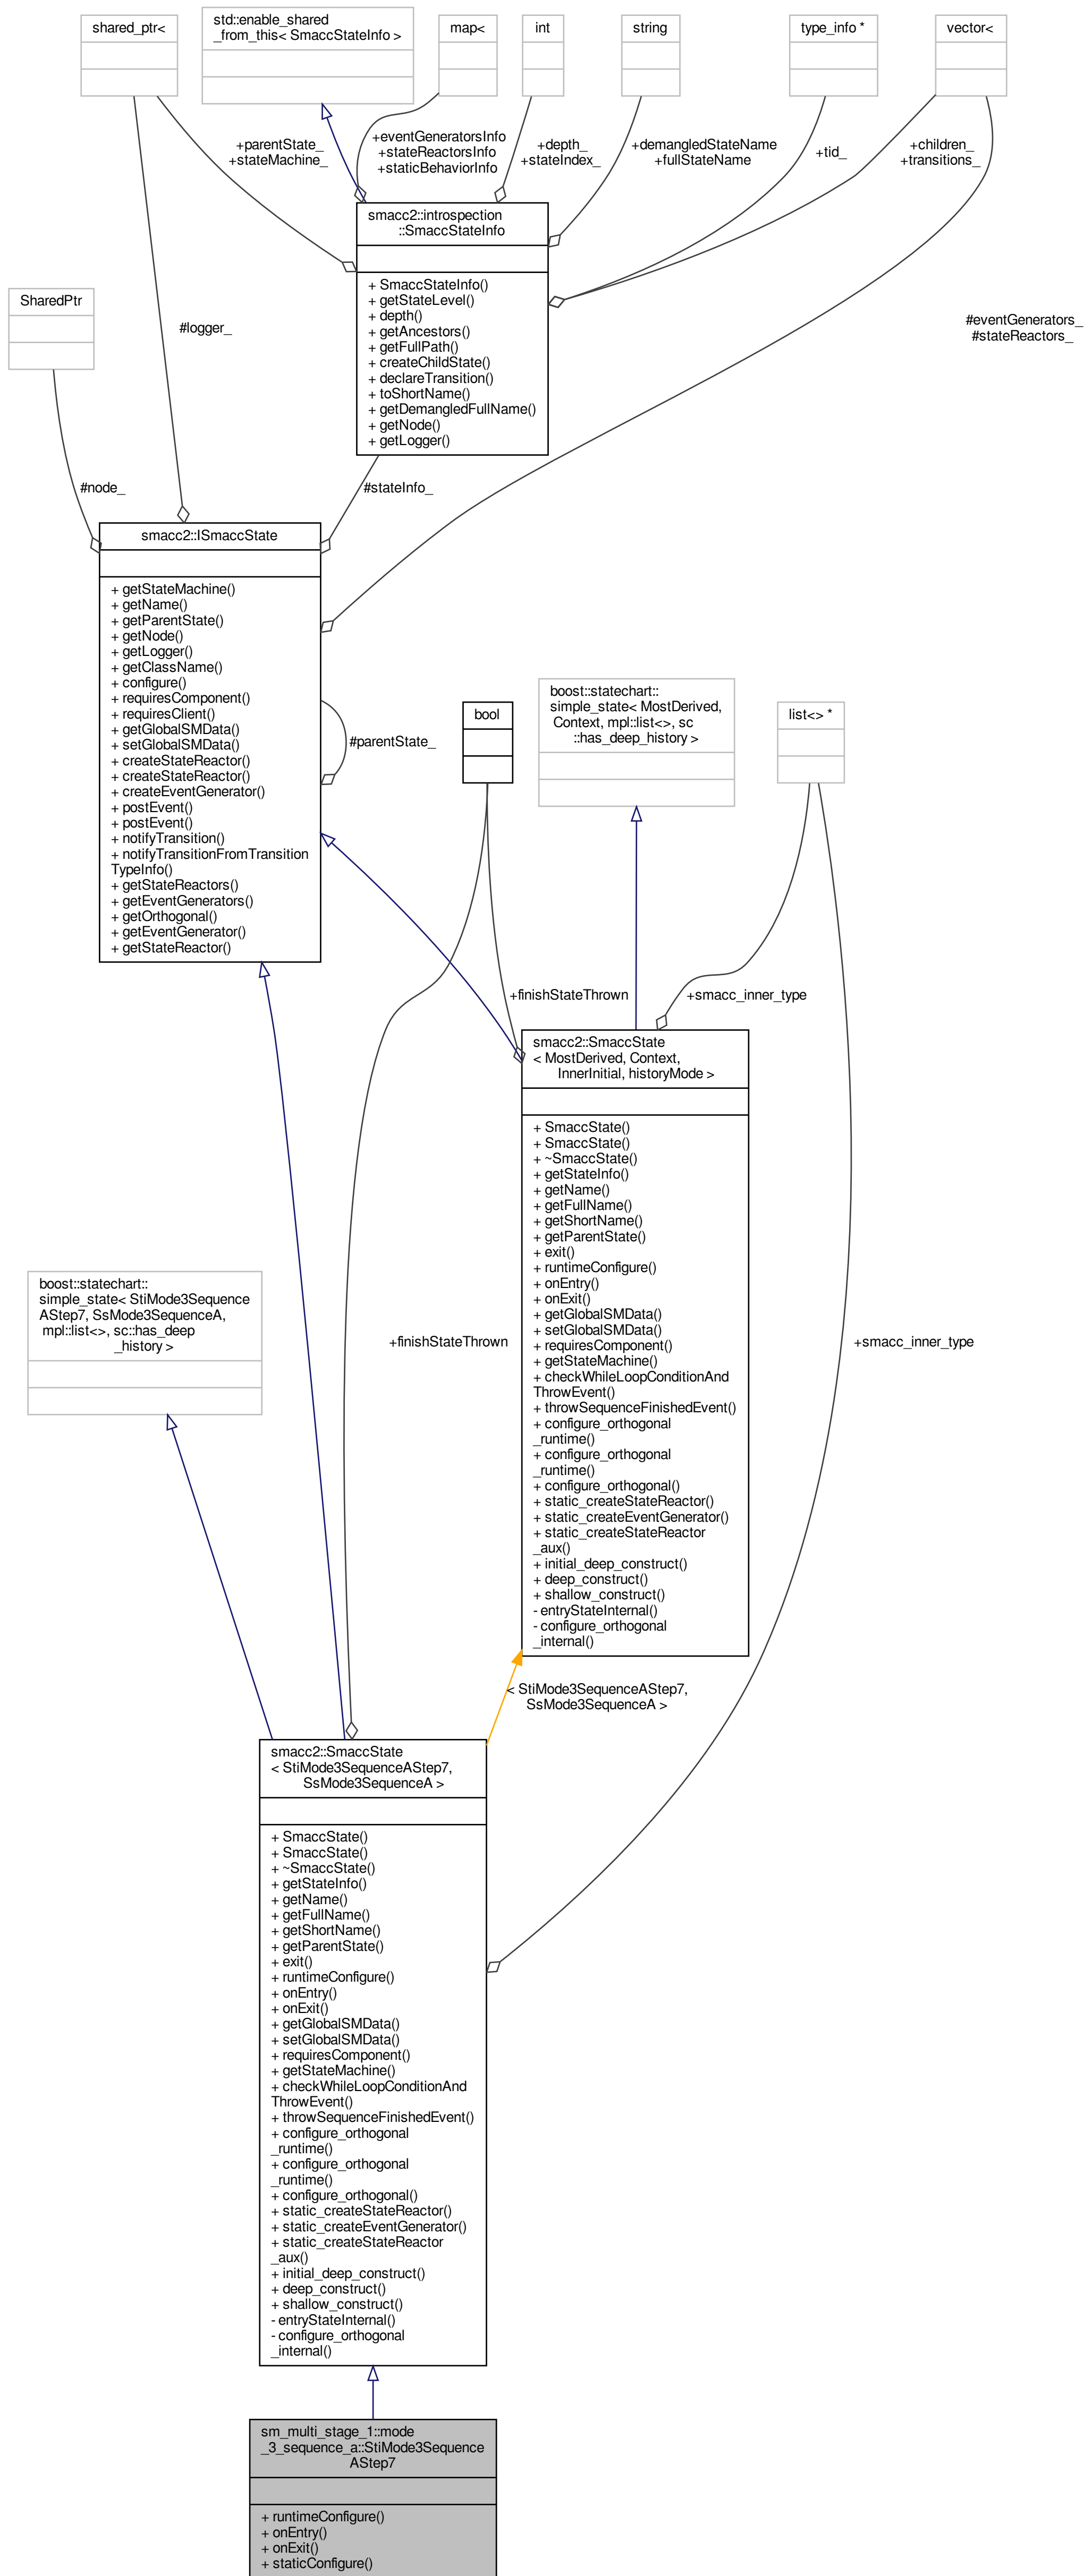 shared_ptr<
std::enable_shared
_from_this< SmaccStateInfo >
map<
int
string
type_info *
vector<
+parentState_
+stateMachine_
+eventGeneratorsInfo
+stateReactorsInfo
+staticBehaviorInfo
+depth_
+stateIndex_
+demangledStateName
+fullStateName
+tid_
+children_
+transitions_
smacc2::introspection
::SmaccStateInfo
+ SmaccStateInfo()
+ getStateLevel()
+ depth()
+ getAncestors()
+ getFullPath()
+ createChildState()
+ declareTransition()
+ toShortName()
+ getDemangledFullName()
+ getNode()
+ getLogger()
SharedPtr
#logger_
#eventGenerators_
#stateReactors_
#node_
#stateInfo_
smacc2::ISmaccState
+ getStateMachine()
+ getName()
+ getParentState()
+ getNode()
+ getLogger()
+ getClassName()
+ configure()
+ requiresComponent()
+ requiresClient()
+ getGlobalSMData()
+ setGlobalSMData()
+ createStateReactor()
+ createStateReactor()
+ createEventGenerator()
+ postEvent()
+ postEvent()
+ notifyTransition()
+ notifyTransitionFromTransition
TypeInfo()
+ getStateReactors()
+ getEventGenerators()
+ getOrthogonal()
+ getEventGenerator()
+ getStateReactor()
#parentState_
bool
boost::statechart::
simple_state< MostDerived,
Context, mpl::list<>, sc
::has_deep_history >
list<> *
+finishStateThrown
+smacc_inner_type
smacc2::SmaccState
< MostDerived, Context,
InnerInitial, historyMode >
+ SmaccState()
+ SmaccState()
+ ~SmaccState()
+ getStateInfo()
+ getName()
+ getFullName()
+ getShortName()
+ getParentState()
+ exit()
+ runtimeConfigure()
+ onEntry()
+ onExit()
+ getGlobalSMData()
+ setGlobalSMData()
+ requiresComponent()
+ getStateMachine()
+ checkWhileLoopConditionAnd
ThrowEvent()
+ throwSequenceFinishedEvent()
+ configure_orthogonal
_runtime()
+ configure_orthogonal
_runtime()
+ configure_orthogonal()
+ static_createStateReactor()
+ static_createEventGenerator()
+ static_createStateReactor
_aux()
+ initial_deep_construct()
+ deep_construct()
+ shallow_construct()
- entryStateInternal()
- configure_orthogonal
_internal()
boost::statechart::
simple_state< StiMode3Sequence
AStep7, SsMode3SequenceA,
mpl::list<>, sc::has_deep
_history >
+finishStateThrown
+smacc_inner_type
< StiMode3SequenceAStep7,
SsMode3SequenceA >
smacc2::SmaccState
< StiMode3SequenceAStep7,
SsMode3SequenceA >
+ SmaccState()
+ SmaccState()
+ ~SmaccState()
+ getStateInfo()
+ getName()
+ getFullName()
+ getShortName()
+ getParentState()
+ exit()
+ runtimeConfigure()
+ onEntry()
+ onExit()
+ getGlobalSMData()
+ setGlobalSMData()
+ requiresComponent()
+ getStateMachine()
+ checkWhileLoopConditionAnd
ThrowEvent()
+ throwSequenceFinishedEvent()
+ configure_orthogonal
_runtime()
+ configure_orthogonal
_runtime()
+ configure_orthogonal()
+ static_createStateReactor()
+ static_createEventGenerator()
+ static_createStateReactor
_aux()
+ initial_deep_construct()
+ deep_construct()
+ shallow_construct()
- entryStateInternal()
- configure_orthogonal
_internal()
sm_multi_stage_1::mode
_3_sequence_a::StiMode3Sequence
AStep7
+ runtimeConfigure()
+ onEntry()
+ onExit()
+ staticConfigure()